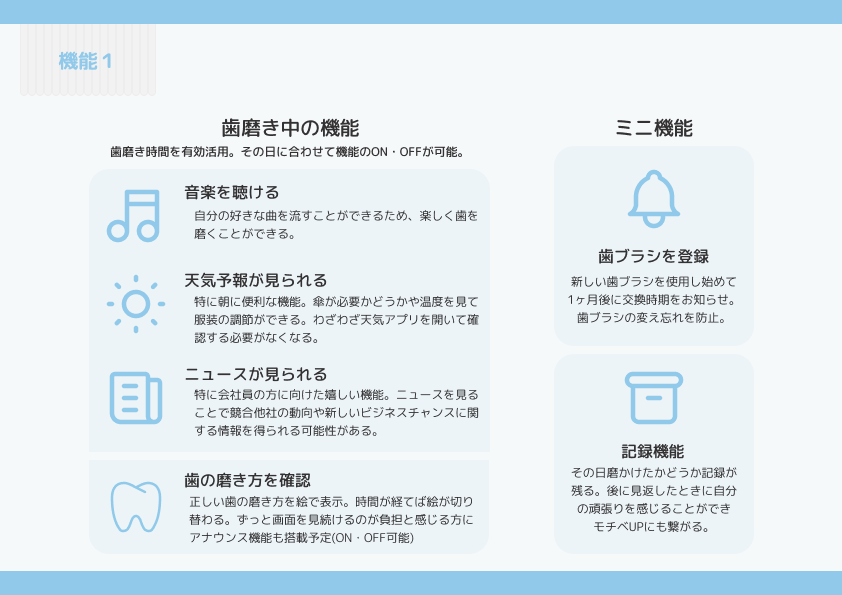 機能１
歯磨き中の機能
歯磨き時間を有効活用。その日に合わせて機能のON・OFFが可能。
音楽を聴ける
自分の好きな曲を流すことができるため、楽しく歯を
磨くことができる。
天気予報が見られる
特に朝に便利な機能。傘が必要かどうかや温度を見て
服装の調節ができる。わざわざ天気アプリを開いて確
認する必要がなくなる。
ニュースが見られる
特に会社員の方に向けた嬉しい機能。ニュースを見る
ことで競合他社の動向や新しいビジネスチャンスに関
する情報を得られる可能性がある。
歯の磨き方を確認
正しい歯の磨き方を絵で表示。時間が経てば絵が切り
替わる。ずっと画面を見続けるのが負担と感じる方に
アナウンス機能も搭載予定(ON・OFF可能)
ミニ機能
歯ブラシを登録
新しい歯ブラシを使用し始めて
1ヶ月後に交換時期をお知らせ。
歯ブラシの変え忘れを防止。
記録機能
その日磨かけたかどうか記録が
残る。後に見返したときに自分
の頑張りを感じることができ
モチベUPにも繋がる。